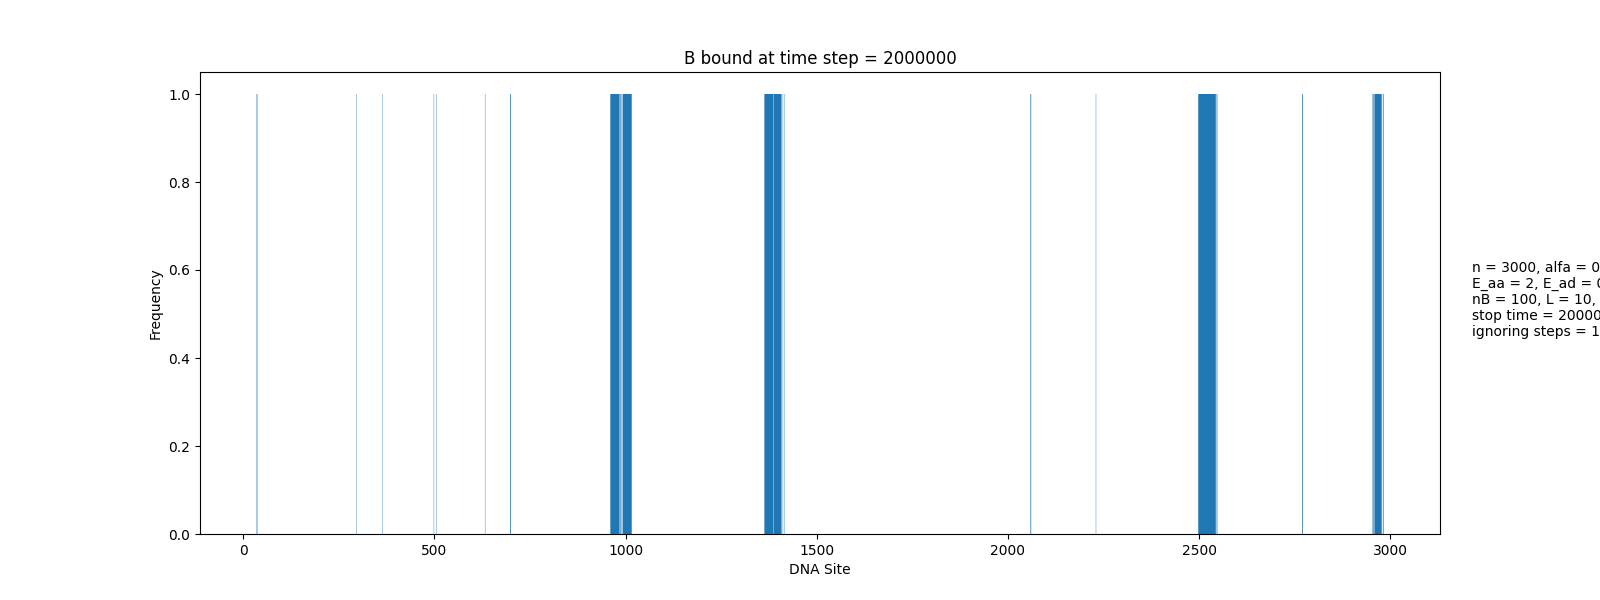 B bound at time step = 2000000
1.0
0.8
0.6
0.4
0.2
0.0
Frequency
0 500 1000 1500 2000 2500 3000
DNA Site
n = 3000, alfa = 0
E_aa = 2, E_ad = 0
nB = 100, L = 10,
stop time = 20000
ignoring steps = 1